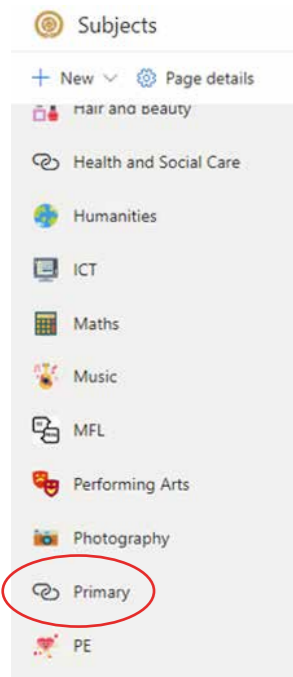 Subjects
New Page details
Hair and Beauty
Health and Social Care
Humanities
ICT
Maths
Music
MFL
Performing Arts
Photography
Primary
PE